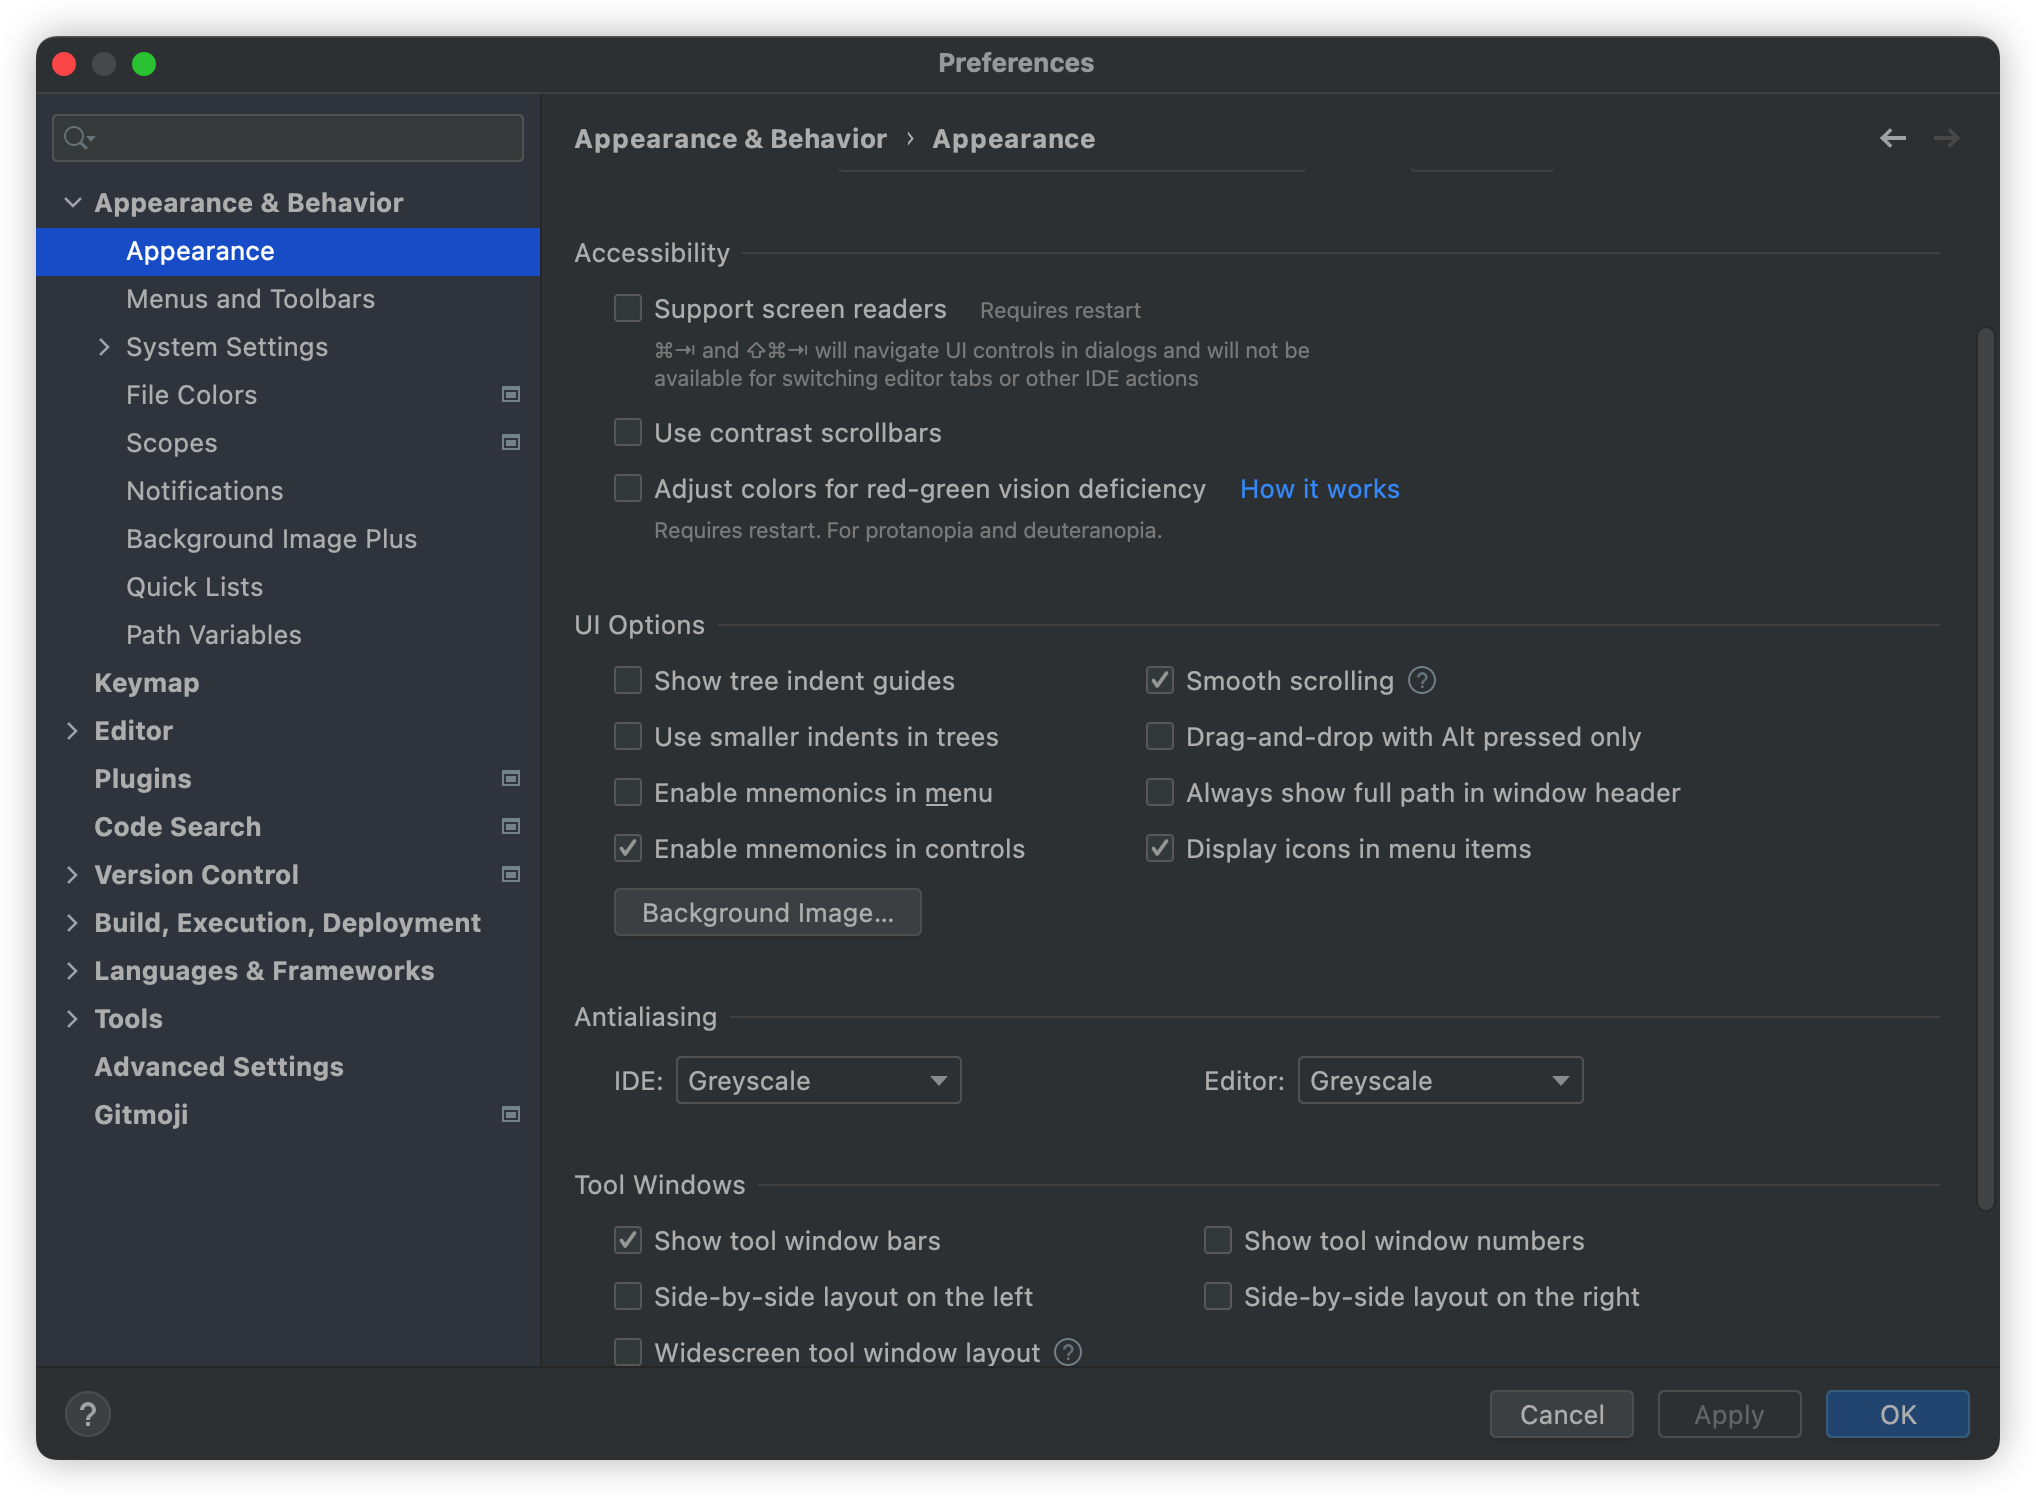 Preferences
Appearance & Behavior › Appearance
Appearance & Behavior
Appearance
Menus and Toolbars
System Settings
File Colors
Scopes
Notifications
Background Image Plus
Quick Lists
Path Variables
Keymap
Editor
Plugins
Code Search
Version Control
Build, Execution, Deployment
Languages & Frameworks
Tools
Advanced Settings
Gitmoji
Accessibility
Support screen readers Requires restart
⌘⇥ and ⇧⌘⇥ will navigate UI controls in dialogs and will not be
available for switching editor tabs or other IDE actions
Use contrast scrollbars
Adjust colors for red-green vision deficiency How it works
Requires restart. For protanopia and deuteranopia.
UI Options
Show tree indent guides
Smooth scrolling ?
Use smaller indents in trees
Drag-and-drop with Alt pressed only
Enable mnemonics in menu
Always show full path in window header
Enable mnemonics in controls
Display icons in menu items
Background Image...
Antialiasing
IDE: Greyscale
Editor: Greyscale
Tool Windows
Show tool window bars
Show tool window numbers
Side-by-side layout on the left
Side-by-side layout on the right
Widescreen tool window layout ?
? Cancel Apply OK